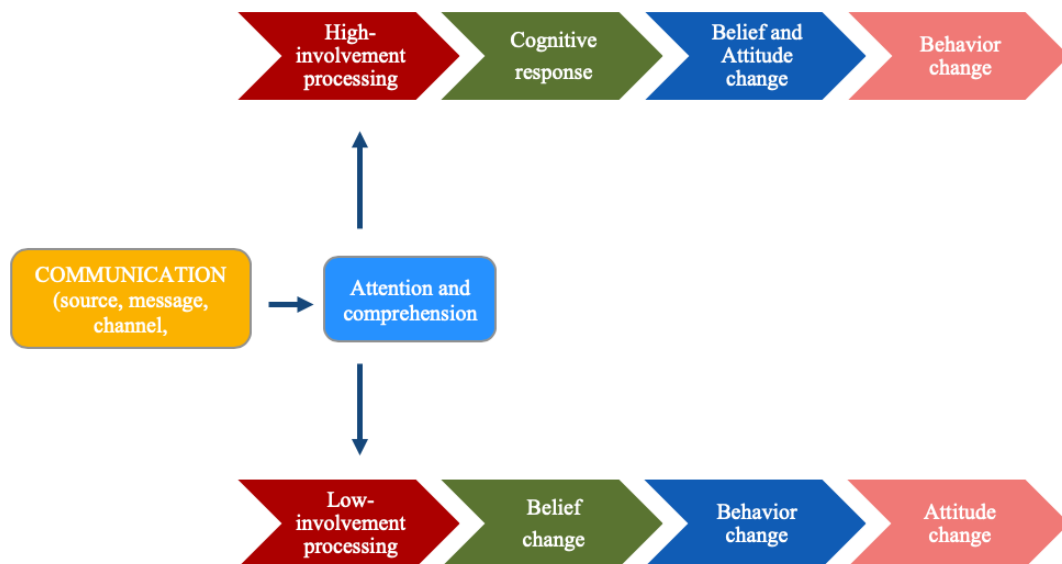 High-
involvement
processing
Cognitive
response
Belief and
Attitude
change
Behavior
change
COMMUNICATION
(source, message,
channel,
Attention and
comprehension
Low-
involvement
processing
Belief
change
Behavior
change
Attitude
change